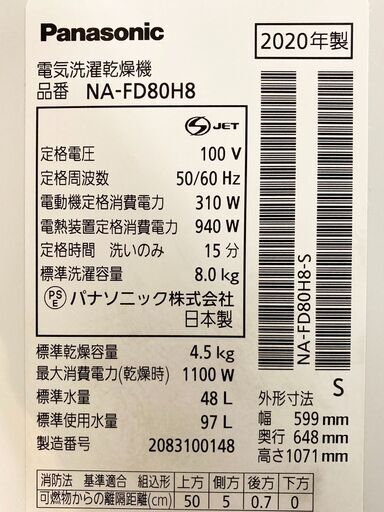 Panasonic
2020年製
電気洗濯乾燥機
品番 NA-FD80H8
JET
定格電圧 100 V
定格周波数 50/60 Hz
電動機定格消費電力 310 W
電熱装置定格消費電力 940 W
定格時間 洗いのみ 15 分
標準洗濯容量 8.0 kg
PSE パナソニック株式会社
日本製
標準乾燥容量 4.5 kg
最大消費電力(乾燥時) 1100 W
標準水量 48 L
標準使用水量 97 L
製造番号 2083100148
NA-FD80H8-S
S
外形寸法
幅 599 mm
奥行 648 mm
高さ1071 mm
消防法 基準適合 組込形 上方 側方 後方 下方
可燃物からの離隔距離(cm) 50 5 0.7 0